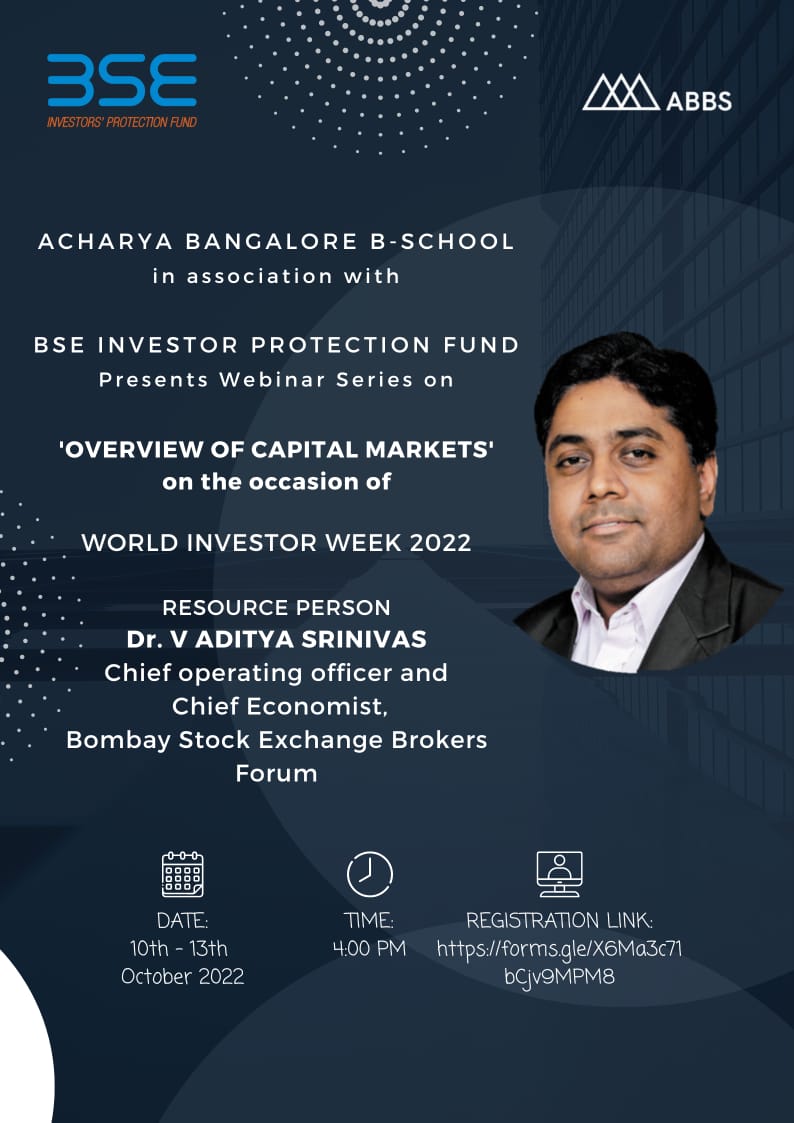 BSE
INVESTORS' PROTECTION FUND
ABBS
ACHARYA BANGALORE B-SCHOOL
in association with
BSE INVESTOR PROTECTION FUND
Presents Webinar Series on
'OVERVIEW OF CAPITAL MARKETS'
on the occasion of
WORLD INVESTOR WEEK 2022
RESOURCE PERSON
Dr. V ADITYA SRINIVAS
Chief operating officer and
Chief Economist,
Bombay Stock Exchange Brokers
Forum
DATE:
10th - 13th
October 2022
TIME:
4:00 PM
REGISTRATION LINK:
https://forms.gle/X6Ma3c71
bCjv9MPM8